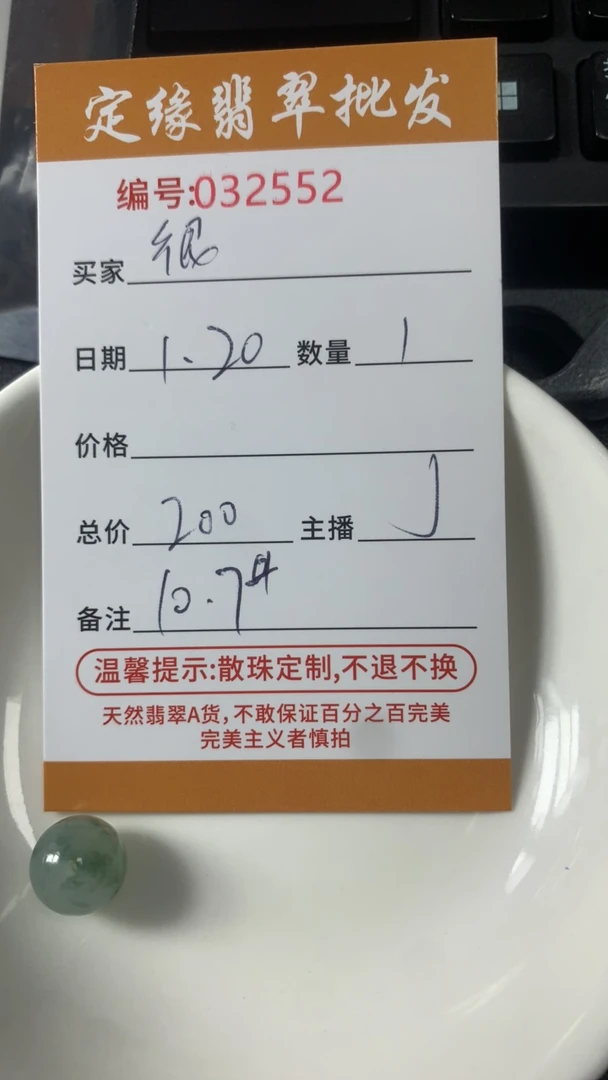 定缘翡翠批发
编号:032552
买家 很
日期 1.20 数量 1
价格
总价 200 主播 J
备注 10.7
温馨提示:散珠定制,不退不换
天然翡翠A货,不敢保证百分之百完美
完美主义者慎拍